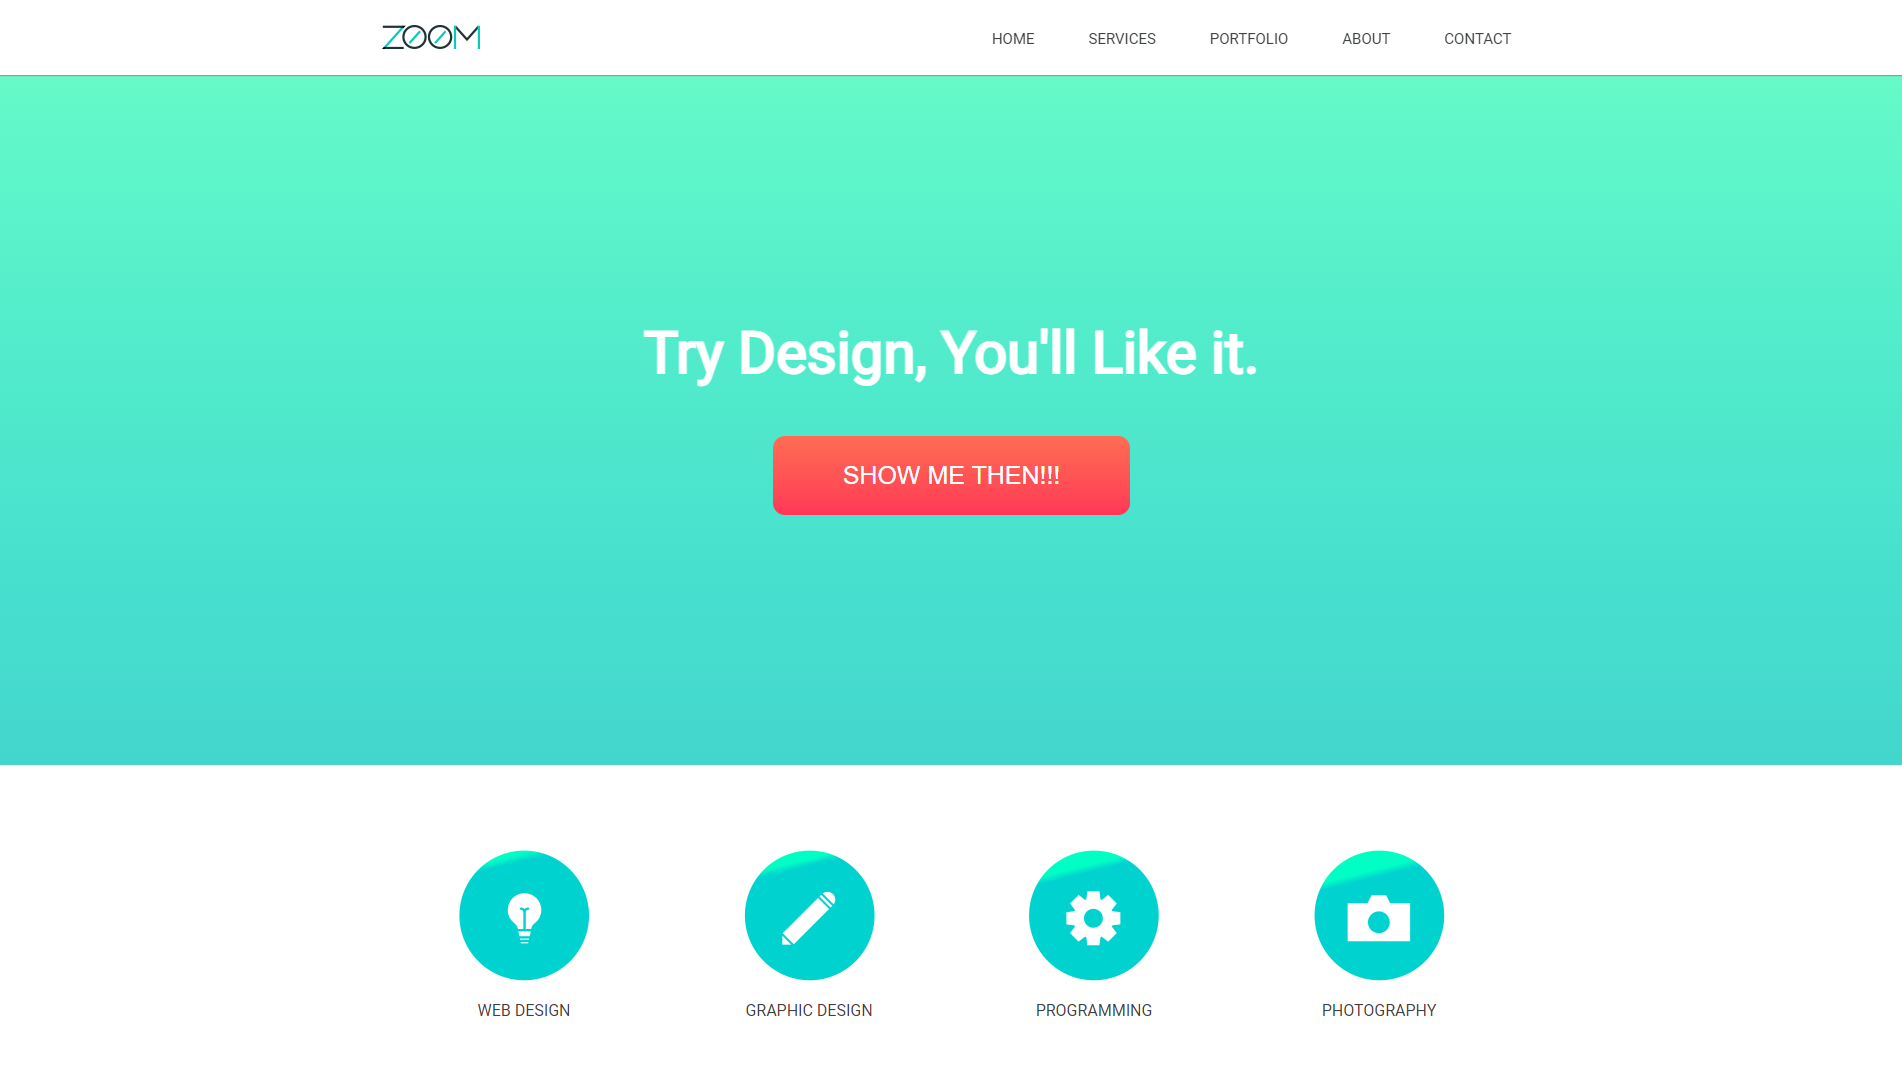 ZOOM
HOME SERVICES PORTFOLIO ABOUT CONTACT
Try Design, You'll Like it.
SHOW ME THEN!!!
WEB DESIGN GRAPHIC DESIGN PROGRAMMING PHOTOGRAPHY